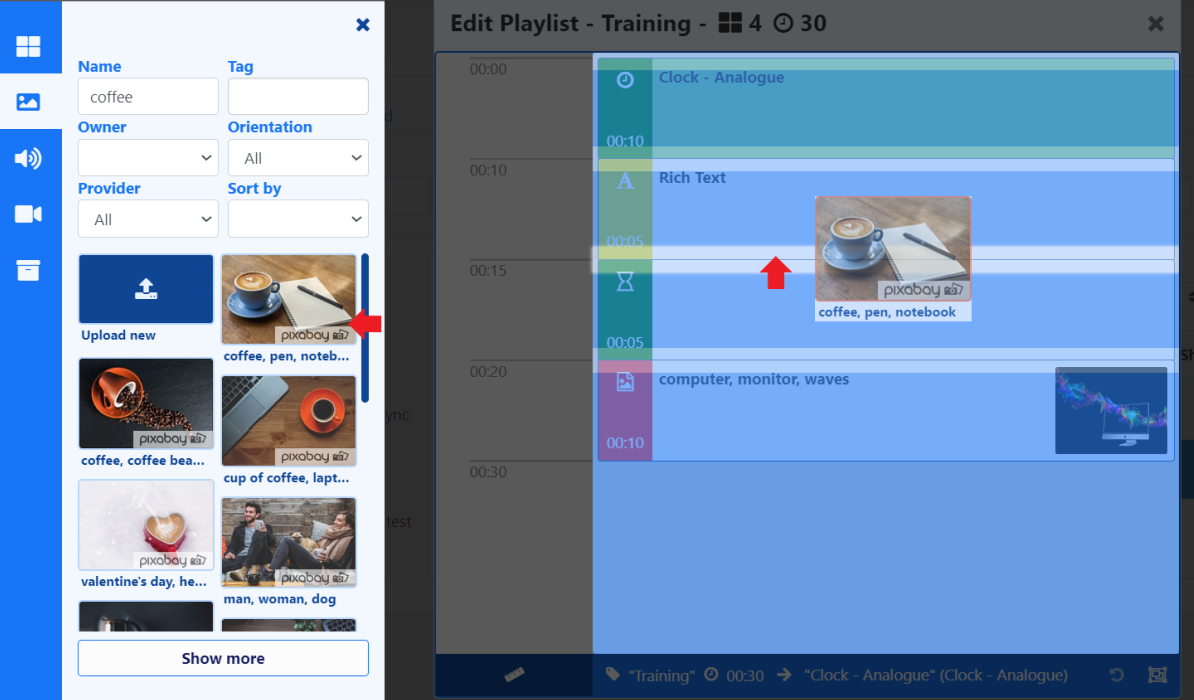 Name
Tag
coffee
Owner
Orientation
All
Provider
Sort by
All
Upload new
pixabay
coffee, pen, noteb...
pixabay
coffee, coffee bea...
pixabay
cup of coffee, lapt...
pixabay
valentine's day, he...
pixabay
man, woman, dog
Show more
Edit Playlist - Training - 4 30
00:00
Clock - Analogue
00:10
00:10
Rich Text
00:05
pixabay
coffee, pen, notebook
00:15
00:05
00:20
computer, monitor, waves
00:10
00:30
"Training" 00:30 "Clock - Analogue" (Clock - Analogue)
test